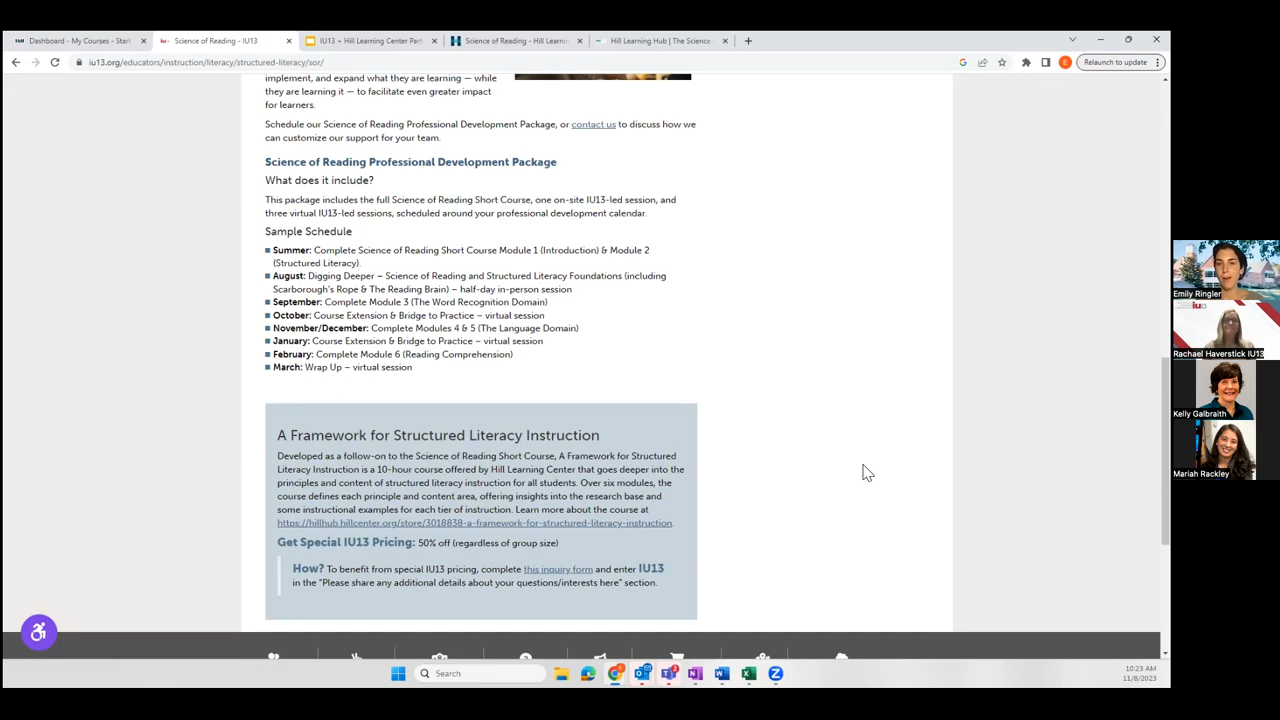 Dashboard - My Courses - Start
Science of Reading - IU13
IU13 + Hill Learning Center Part
Science of Reading - Hill Learnin
Hill Learning Hub | The Science
iu13.org/educators/instruction/literacy/structured-literacy/sor/
E
Relaunch to update
implement, and expand what they are learning — while
they are learning it — to facilitate even greater impact
for learners.
Schedule our Science of Reading Professional Development Package, or contact us to discuss how we
can customize our support for your team.
Science of Reading Professional Development Package
What does it include?
This package includes the full Science of Reading Short Course, one on-site IU13-led session, and
three virtual IU13-led sessions, scheduled around your professional development calendar.
Sample Schedule
Summer: Complete Science of Reading Short Course Module 1 (Introduction) & Module 2
(Structured Literacy).
August: Digging Deeper – Science of Reading and Structured Literacy Foundations (including
Scarborough's Rope & The Reading Brain) – half-day in-person session
September: Complete Module 3 (The Word Recognition Domain)
October: Course Extension & Bridge to Practice – virtual session
November/December: Complete Modules 4 & 5 (The Language Domain)
January: Course Extension & Bridge to Practice – virtual session
February: Complete Module 6 (Reading Comprehension)
March: Wrap Up – virtual session
A Framework for Structured Literacy Instruction
Developed as a follow-on to the Science of Reading Short Course, A Framework for Structured
Literacy Instruction is a 10-hour course offered by Hill Learning Center that goes deeper into the
principles and content of structured literacy instruction for all students. Over six modules, the
course defines each principle and content area, offering insights into the research base and
some instructional examples for each tier of instruction. Learn more about the course at
https://hillhub.hillcenter.org/store/3018838-a-framework-for-structured-literacy-instruction.
Get Special IU13 Pricing: 50% off (regardless of group size)
How? To benefit from special IU13 pricing, complete this inquiry form and enter IU13
in the "Please share any additional details about your questions/interests here" section.
Search
10:23 AM
11/8/2023
Emily Ringler
iu13
Rachael Haverstick IU13
Kelly Galbraith
Mariah Rackley